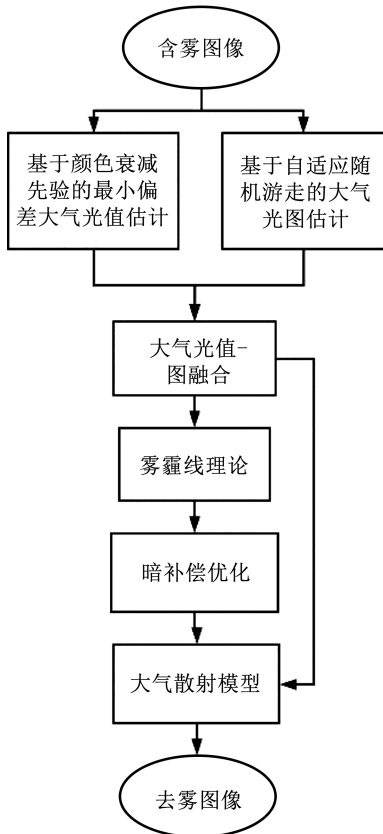 含雾图像
基于颜色衰减
先验的最小偏
差大气光值估计
基于自适应随
机游走的大气
光图估计
大气光值-
图融合
雾霾线理论
暗补偿优化
大气散射模型
去雾图像